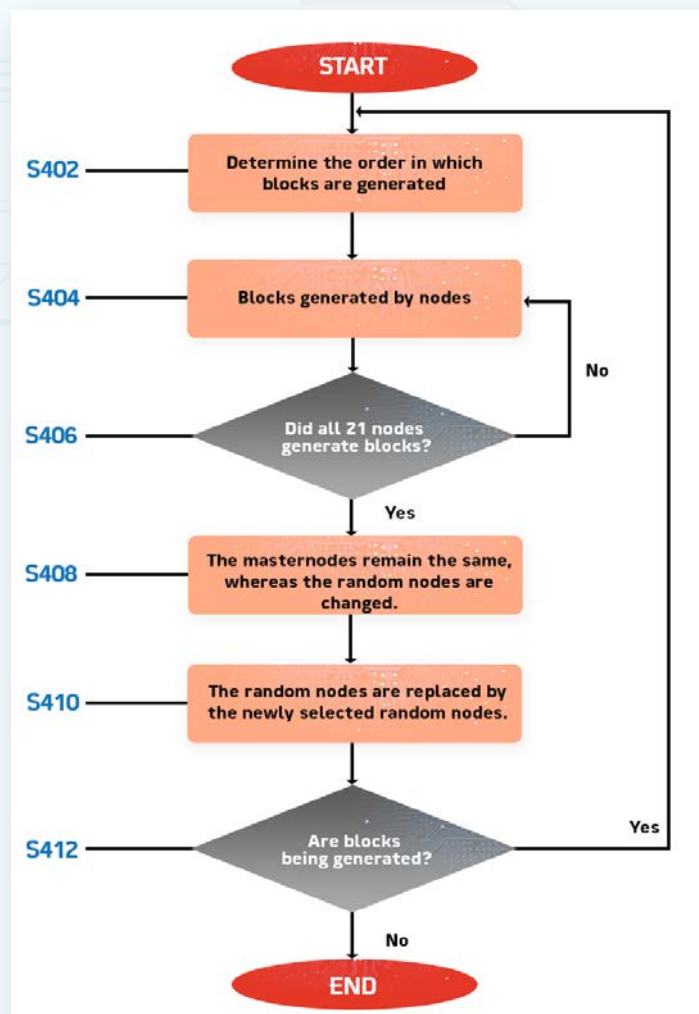 START
S402
Determine the order in which
blocks are generated
S404
Blocks generated by nodes
No
S406
Did all 21 nodes
generate blocks?
Yes
S408
The masternodes remain the same,
whereas the random nodes are
changed.
S410
The random nodes are replaced by
the newly selected random nodes.
S412
Are blocks
being generated?
Yes
No
END